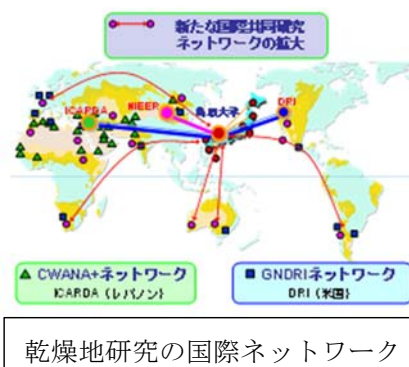 新たな国際共同研究
ネットワークの拡大
ICARDA
鳥取大学
DRI
▲ CWANA+ネットワーク
ICARDA (レバノン)
■ GNDRIネットワーク
DRI (米国)
乾燥地研究の国際ネットワーク